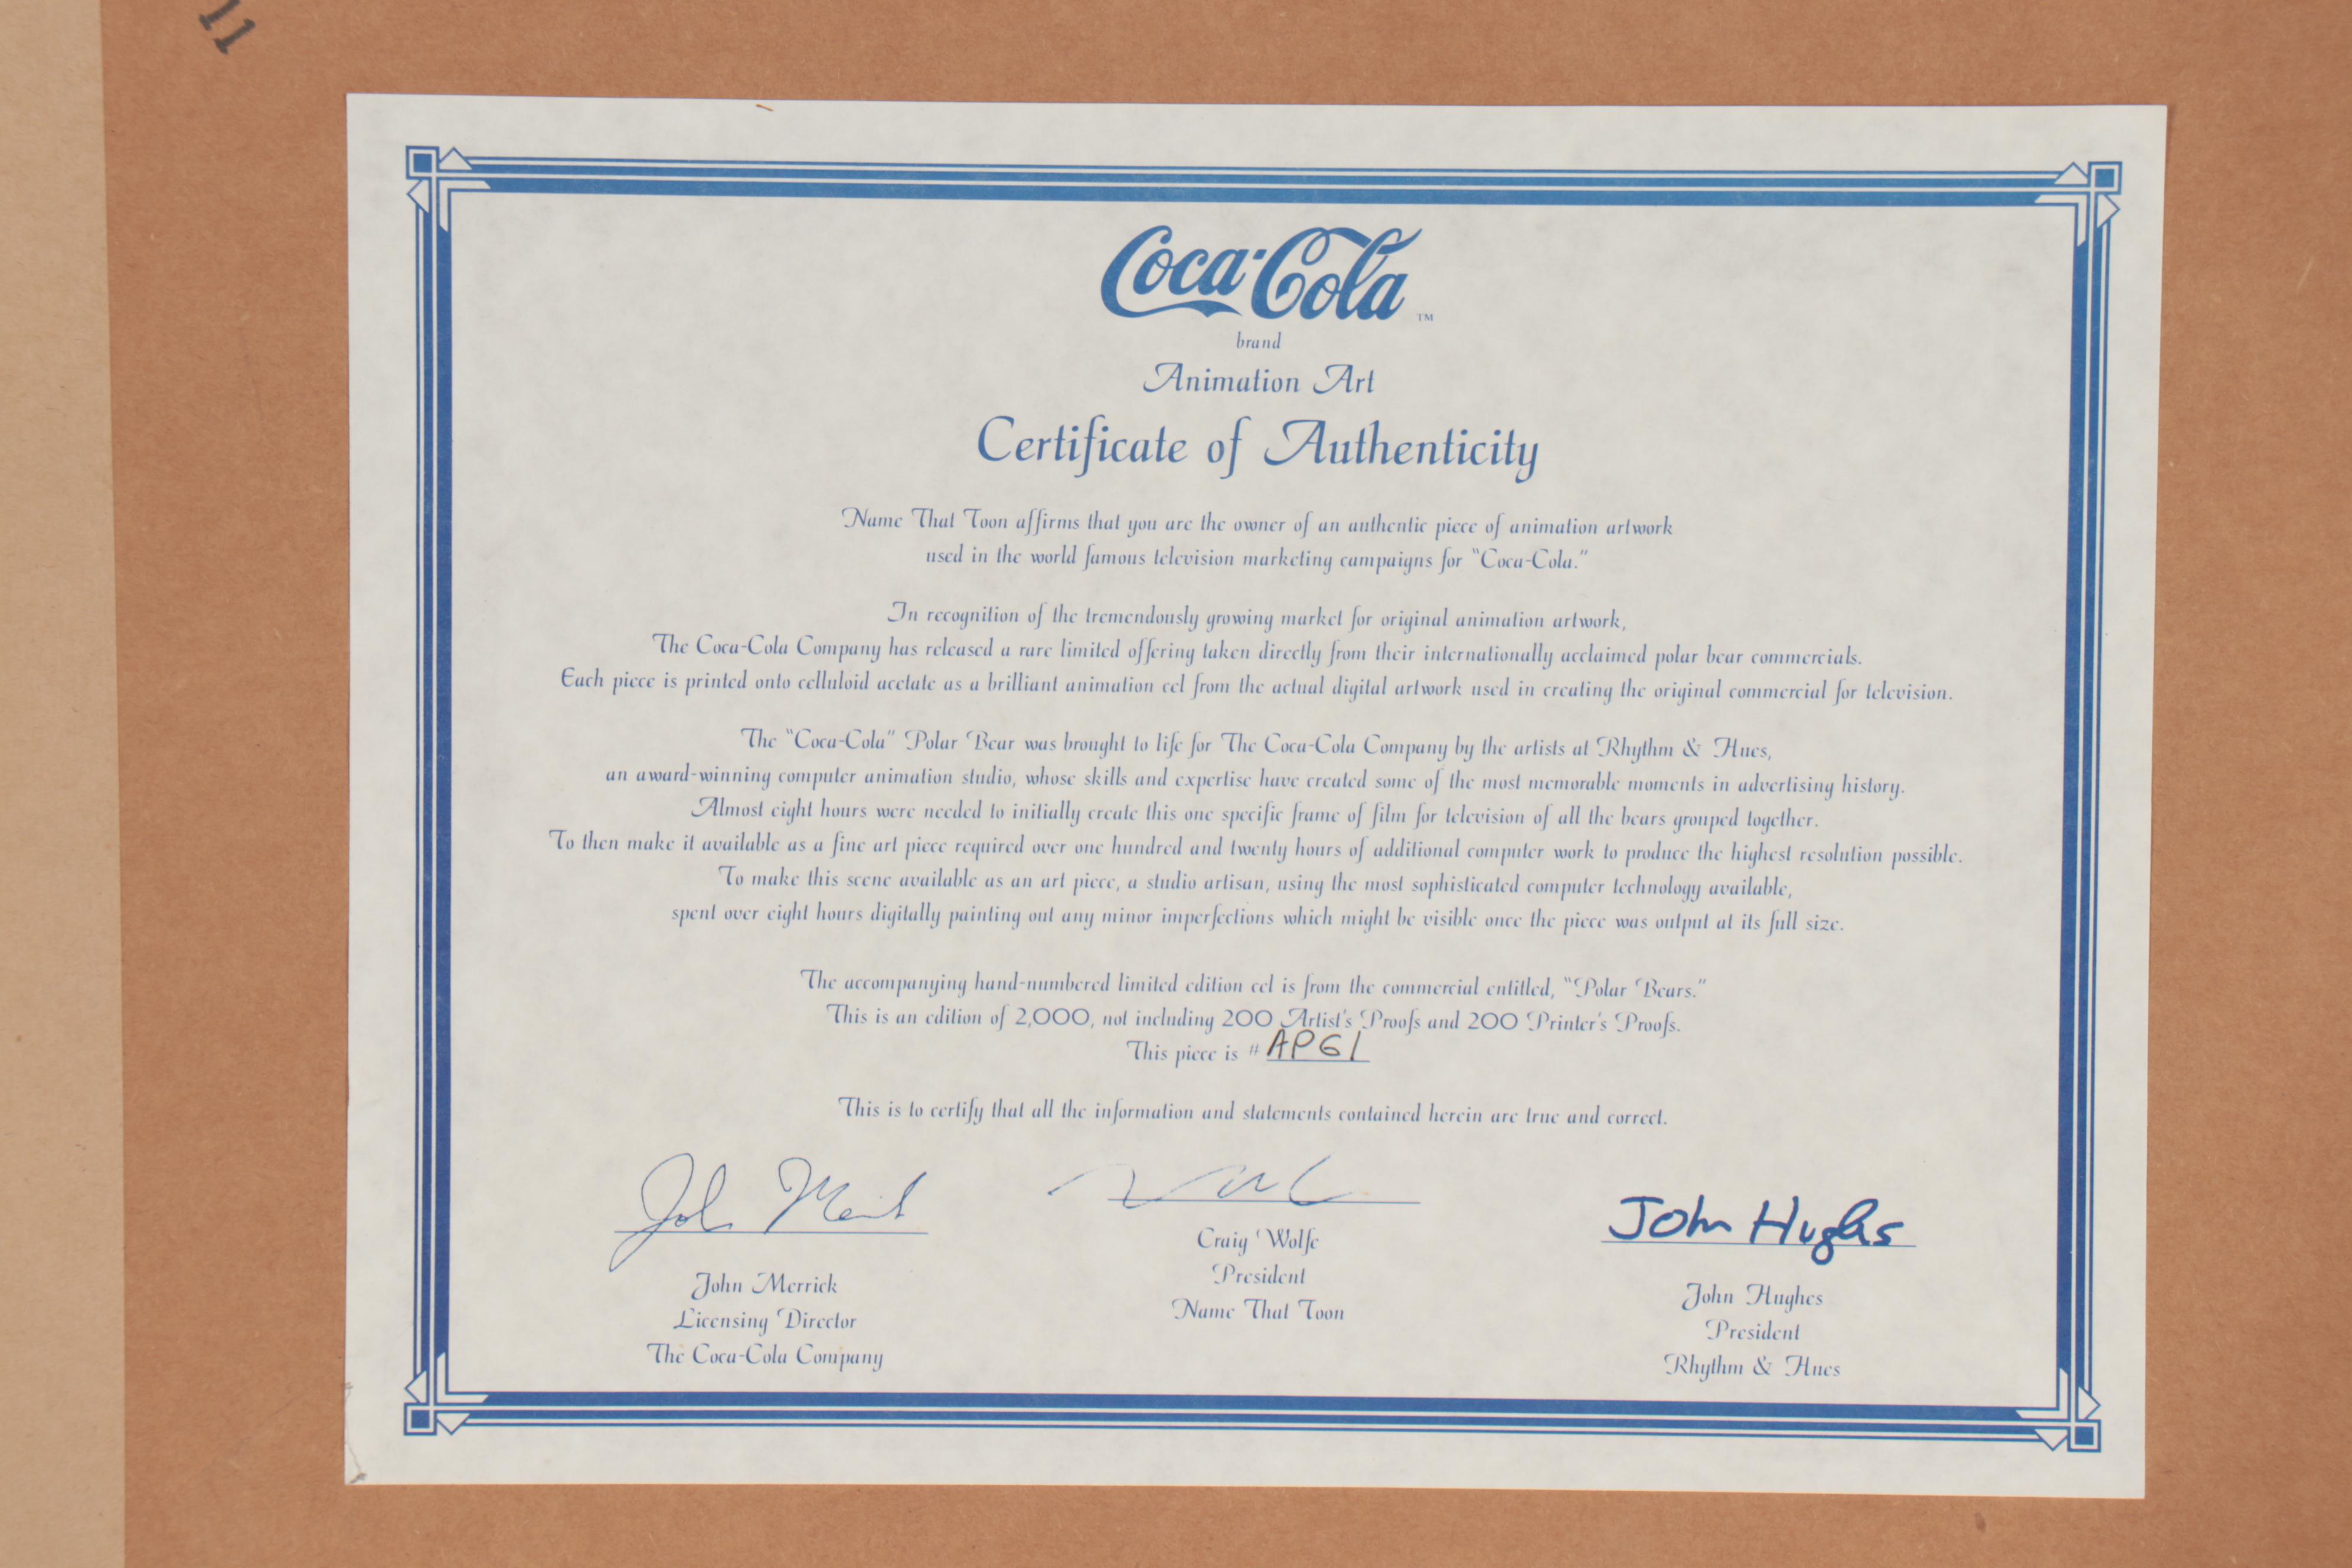 11
Coca-Cola TM
brand
Animation Art
Certificate of Authenticity
Name That Toon affirms that you are the owner of an authentic piece of animation artwork
used in the world famous television marketing campaigns for "Coca-Cola."
In recognition of the tremendously growing market for original animation artwork,
The Coca-Cola Company has released a rare limited offering taken directly from their internationally acclaimed polar bear commercials.
Each piece is printed onto celluloid acetate as a brilliant animation cel from the actual digital artwork used in creating the original commercial for television.
The "Coca-Cola" Polar Bear was brought to life for The Coca-Cola Company by the artists at Rhythm & Hues,
an award-winning computer animation studio, whose skills and expertise have created some of the most memorable moments in advertising history.
Almost eight hours were needed to initially create this one specific frame of film for television of all the bears grouped together.
To then make it available as a fine art piece required over one hundred and twenty hours of additional computer work to produce the highest resolution possible.
To make this scene available as an art piece, a studio artisan, using the most sophisticated computer technology available,
spent over eight hours digitally painting out any minor imperfections which might be visible once the piece was output at its full size.
The accompanying hand-numbered limited edition cel is from the commercial entitled, "Polar Bears."
This is an edition of 2,000, not including 200 Artist's Proofs and 200 Printer's Proofs.
This piece is # AP61
This is to certify that all the information and statements contained herein are true and correct.
John Merrick
John Hughes
Craig Wolfe
President
Name That Toon
John Merrick
Licensing Director
The Coca-Cola Company
John Hughes
President
Rhythm & Hues